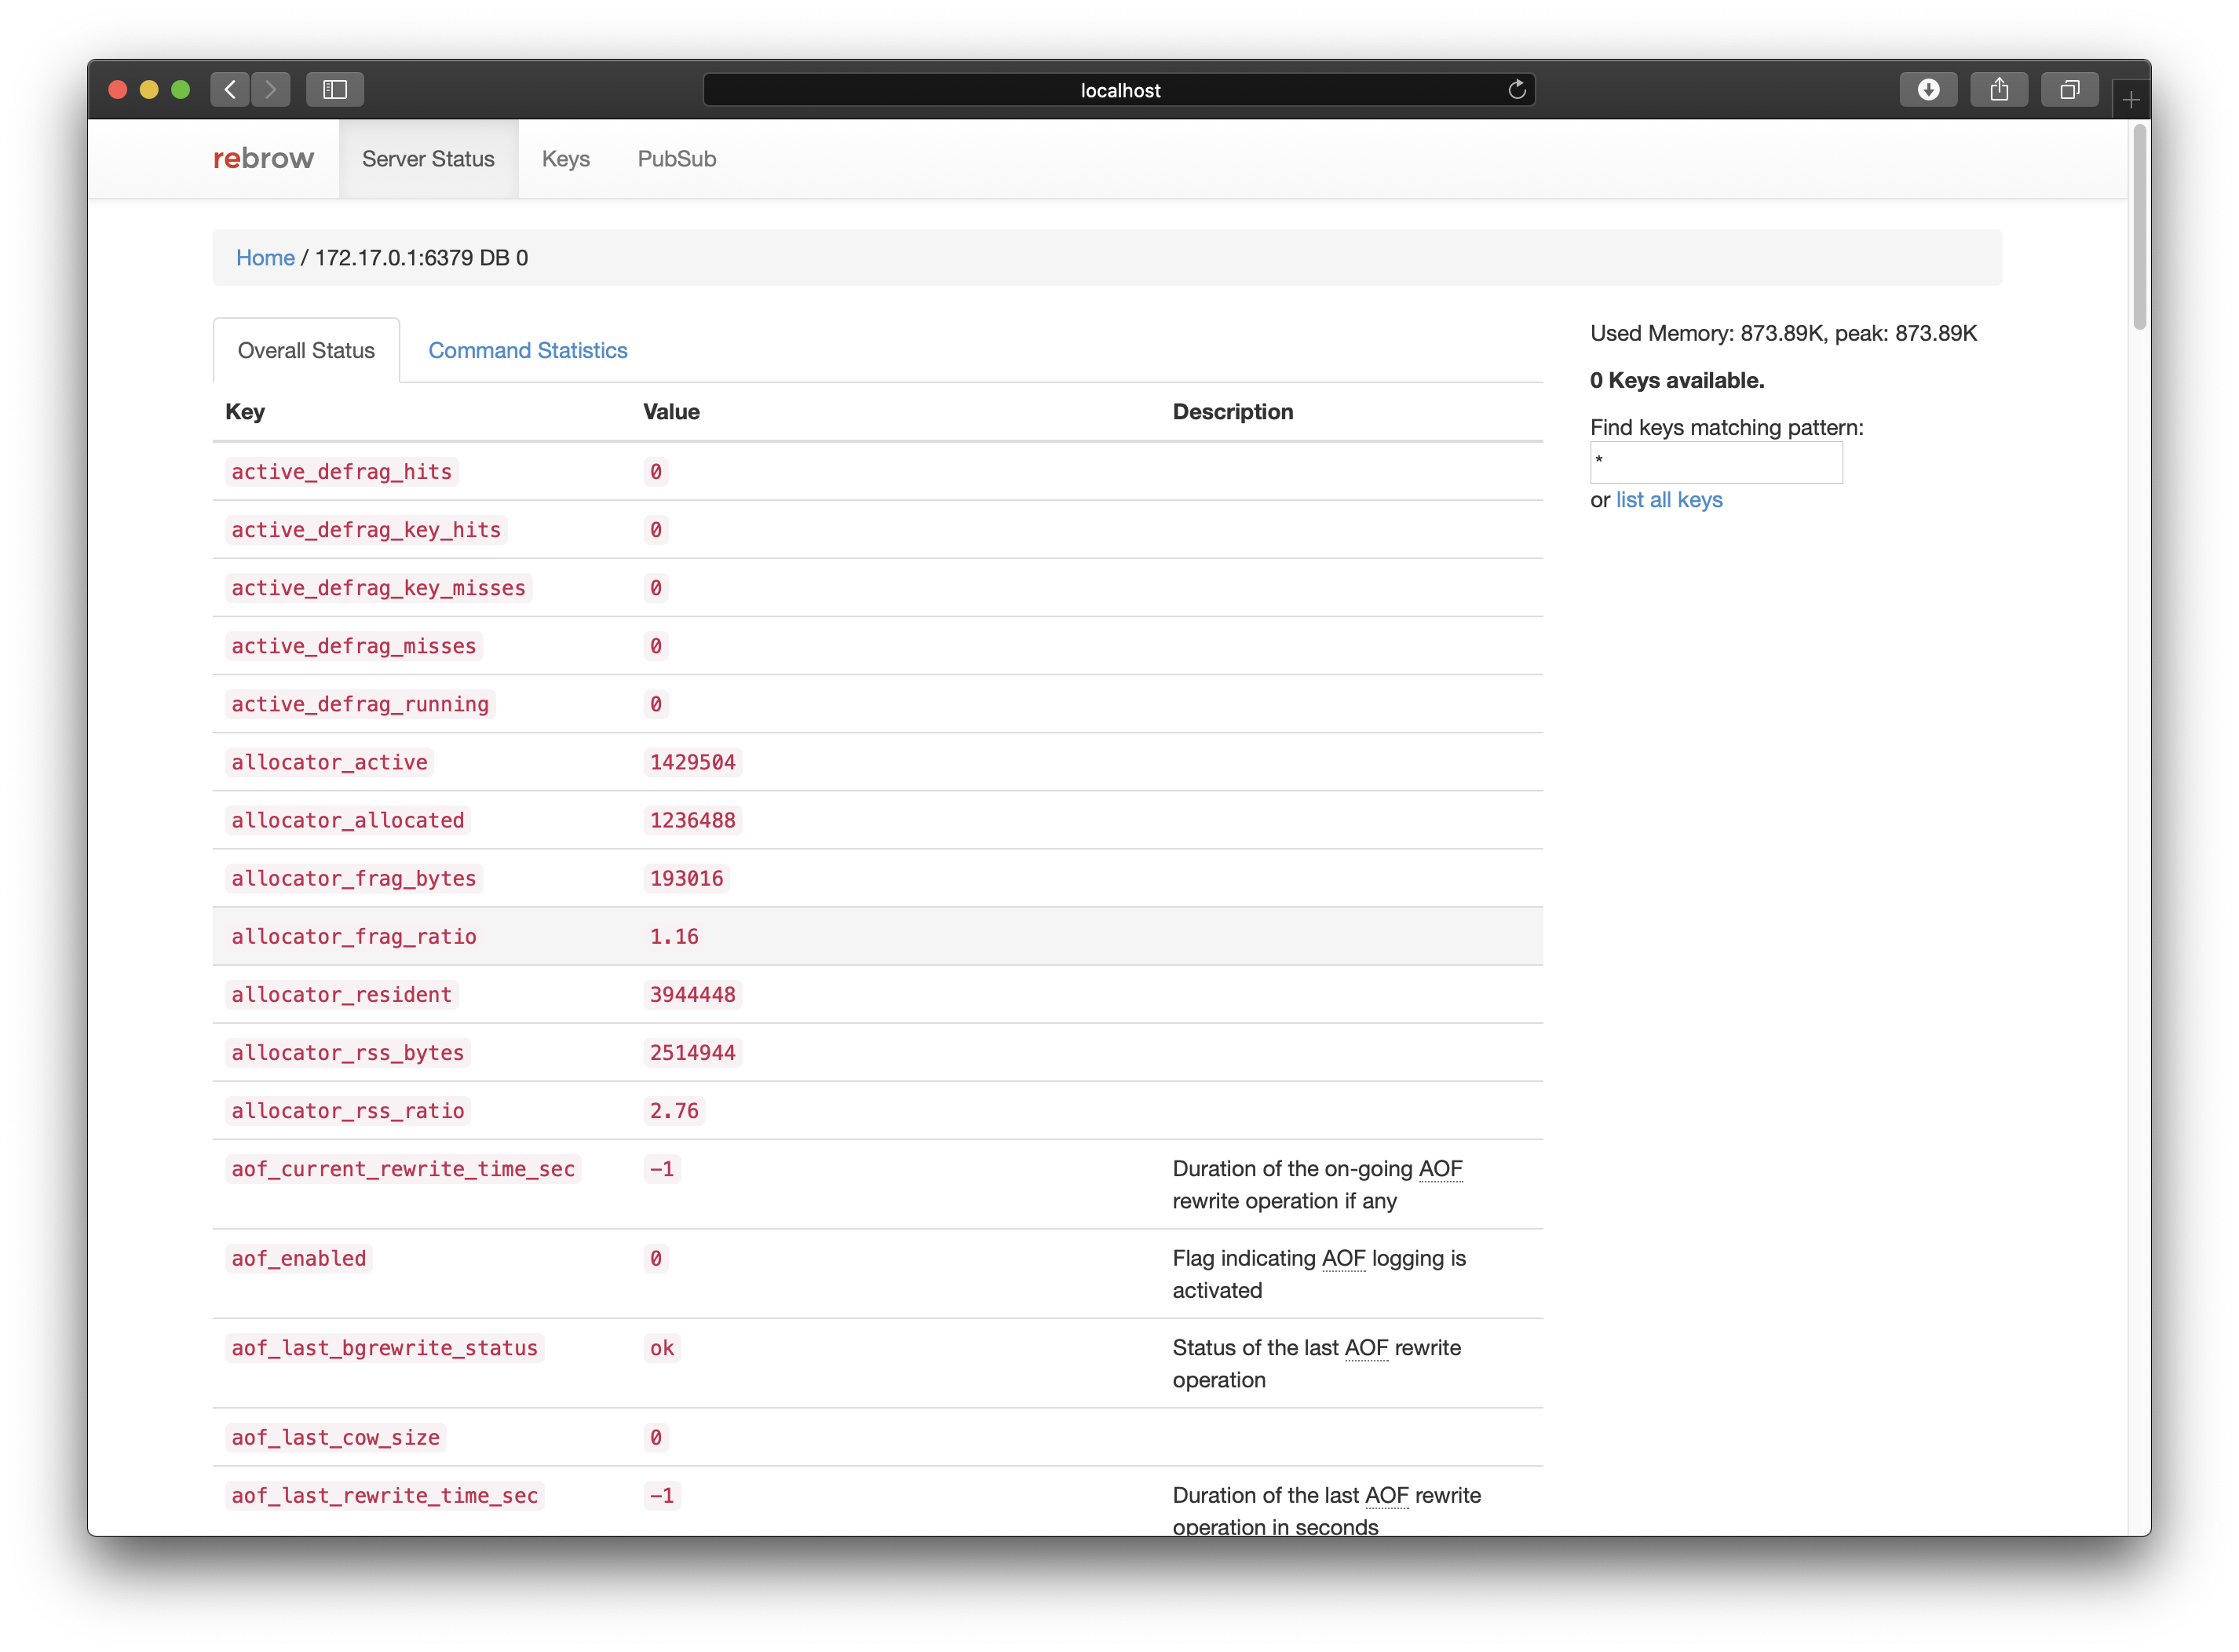 localhost
rebrow Server Status Keys PubSub
Home / 172.17.0.1:6379 DB 0
Overall Status Command Statistics
Key Value Description
active_defrag_hits 0
active_defrag_key_hits 0
active_defrag_key_misses 0
active_defrag_misses 0
active_defrag_running 0
allocator_active 1429504
allocator_allocated 1236488
allocator_frag_bytes 193016
allocator_frag_ratio 1.16
allocator_resident 3944448
allocator_rss_bytes 2514944
allocator_rss_ratio 2.76
aof_current_rewrite_time_sec -1 Duration of the on-going AOF
rewrite operation if any
aof_enabled 0 Flag indicating AOF logging is
activated
aof_last_bgrewrite_status ok Status of the last AOF rewrite
operation
aof_last_cow_size 0
aof_last_rewrite_time_sec -1 Duration of the last AOF rewrite
operation in seconds
Used Memory: 873.89K, peak: 873.89K
0 Keys available.
Find keys matching pattern:
*
or list all keys